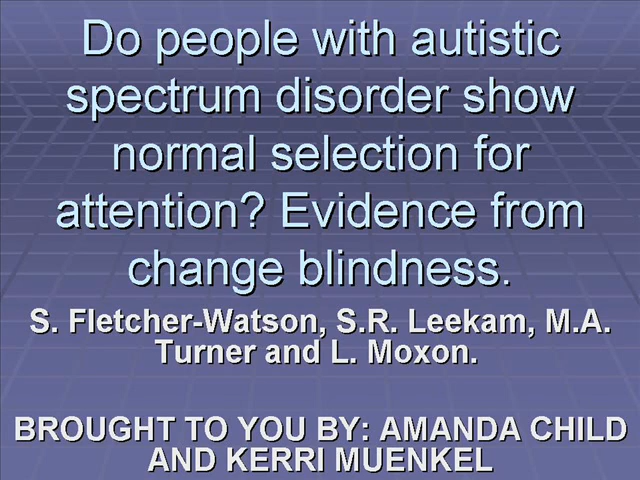 Do people with autistic
spectrum disorder show
normal selection for
attention? Evidence from
change blindness.
S. Fletcher-Watson, S.R. Leekam, M.A.
Turner and L. Moxon.
BROUGHT TO YOU BY: AMANDA CHILD
AND KERRI MUENKEL